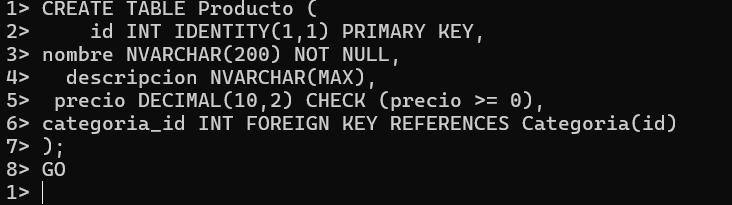 1> CREATE TABLE Producto (
2>     id INT IDENTITY(1,1) PRIMARY KEY,
3> nombre NVARCHAR(200) NOT NULL,
4>   descripcion NVARCHAR(MAX),
5>  precio DECIMAL(10,2) CHECK (precio >= 0),
6> categoria_id INT FOREIGN KEY REFERENCES Categoria(id)
7> );
8> GO
1>